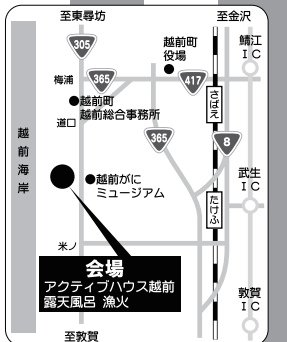 至東尋坊
至金沢
305
越前町
役場
鯖江
IC
梅浦
365
417
越前町
越前総合事務所
さばえ
道口
365
8
越前海岸
越前がに
ミュージアム
武生
IC
たけふ
米ノ
会場
アクティブハウス越前
露天風呂 漁火
敦賀
IC
至敦賀